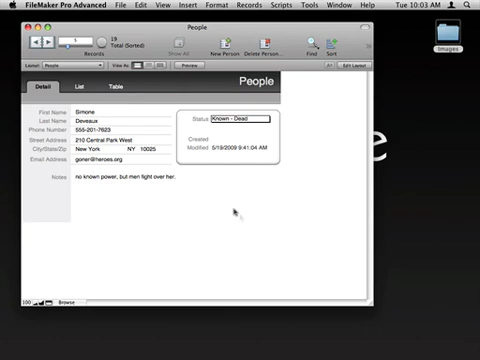 FileMaker Pro Advanced File Edit View Insert Format Records Scripts Tools Window Help Tue 10:03 AM
People
5 19
Total (Sorted)
Records Show All New Person Delete Person... Find Sort
Layout: People View As: Preview Edit Layout
Detail List Table People
First Name Simone
Last Name Deveaux
Phone Number 555-201-7623
Street Address 210 Central Park West
City/State/Zip New York NY 10025
Email Address goner@heroes.org
Notes no known power, but men fight over her.
Status Known - Dead
Created
Modified 5/19/2009 9:41:04 AM
100 Browse
Images
e